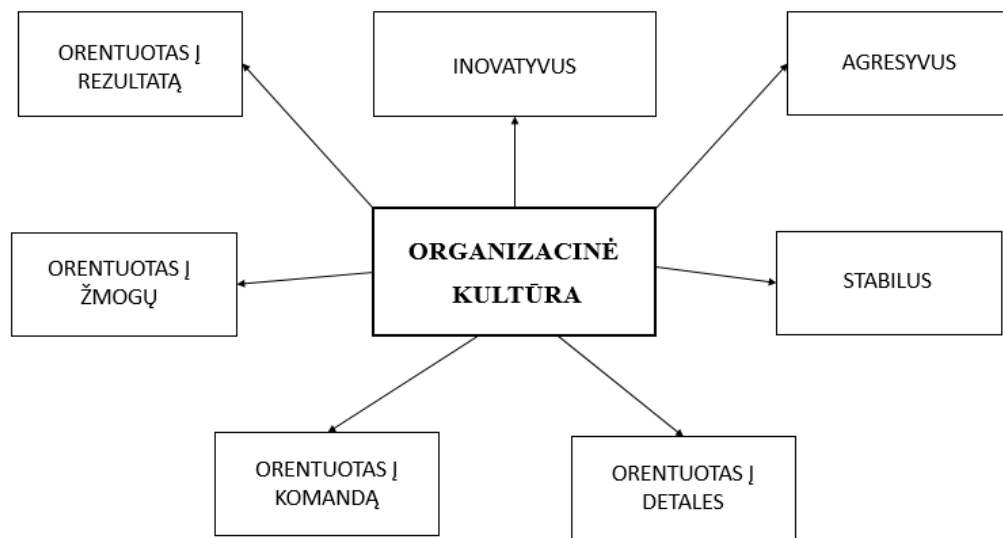 ORENTUOTAS Į
REZULTATĄ
INOVATYVUS
AGRESYVUS
ORGANIZACINĖ
KULTŪRA
ORENTUOTAS Į
ŽMOGŲ
STABILUS
ORENTUOTAS Į
KOMANDĄ
ORENTUOTAS Į
DETALES